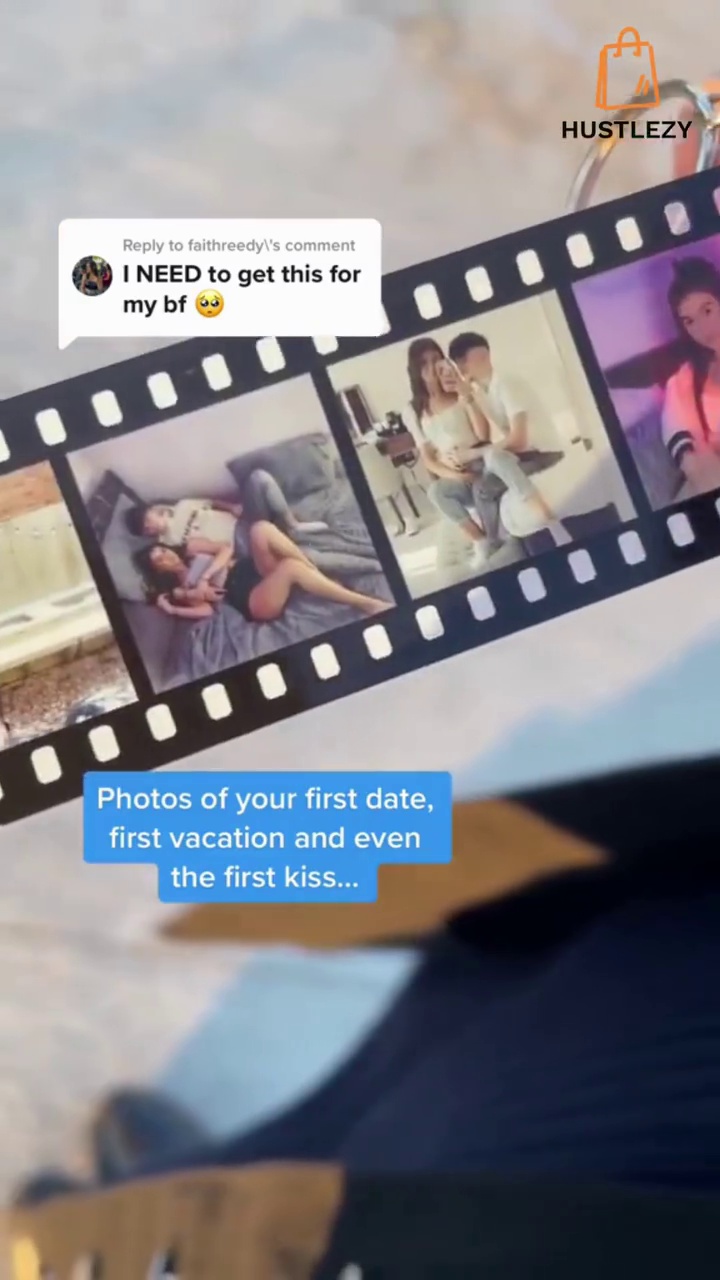 HUSTLEZY
Reply to faithreedy\'s comment
I NEED to get this for
my bf 🥺
Photos of your first date,
first vacation and even
the first kiss...